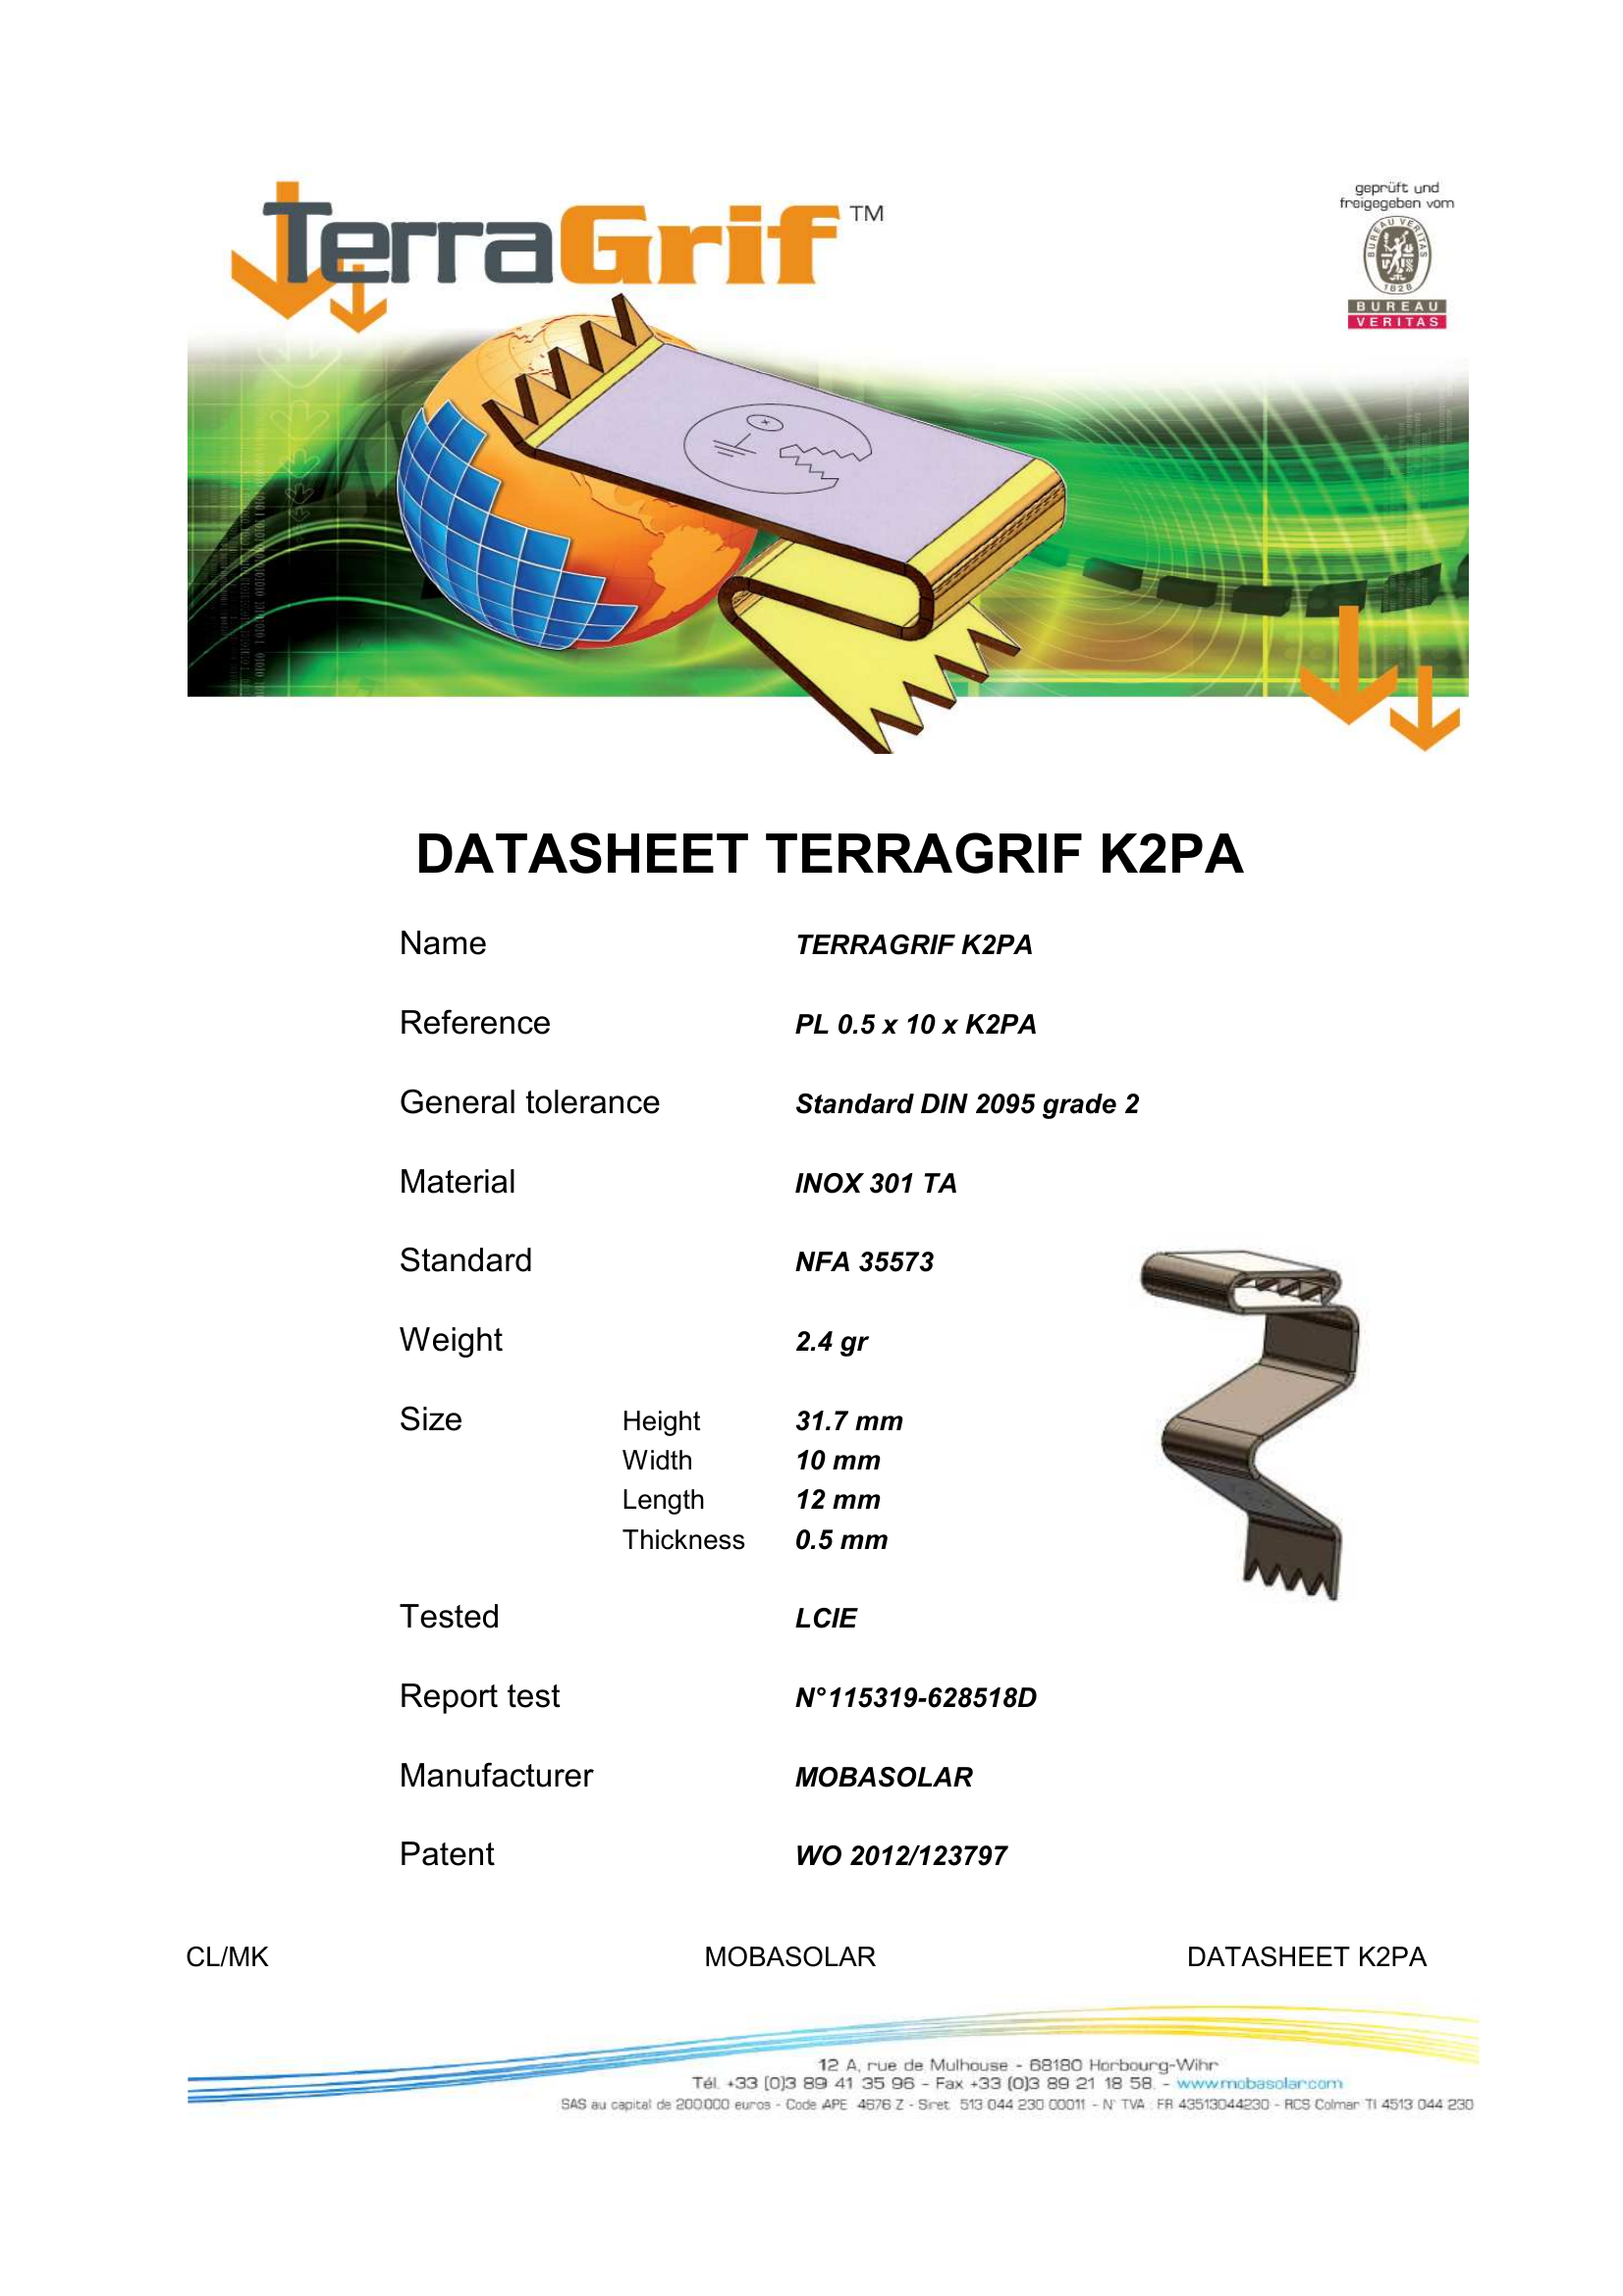 TerraGrif™
geprüft und
freigegeben vom
BUREAU VERITAS
1828
BUREAU
VERITAS
DATASHEET TERRAGRIF K2PA
Name TERRAGRIF K2PA
Reference PL 0.5 x 10 x K2PA
General tolerance Standard DIN 2095 grade 2
Material INOX 301 TA
Standard NFA 35573
Weight 2.4 gr
Size Height 31.7 mm
Width 10 mm
Length 12 mm
Thickness 0.5 mm
Tested LCIE
Report test N°115319-628518D
Manufacturer MOBASOLAR
Patent WO 2012/123797
CL/MK MOBASOLAR DATASHEET K2PA
12 A, rue de Mulhouse - 68180 Horbourg-Wihr
Tél. +33 (0)3 89 41 35 96 - Fax +33 (0)3 89 21 18 58. - www.mobasolar.com
SAS au capital de 200.000 euros - Code APE 4676 Z - Siret 513 044 230 00011 - N° TVA : FR 43513044230 - RCS Colmar TI 4513 044 230